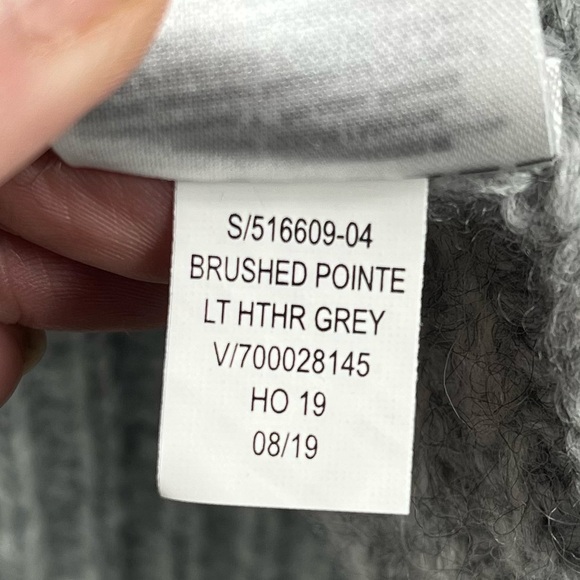 S/516609-04
BRUSHED POINTE
LT HTHR GREY
V/700028145
HO 19
08/19